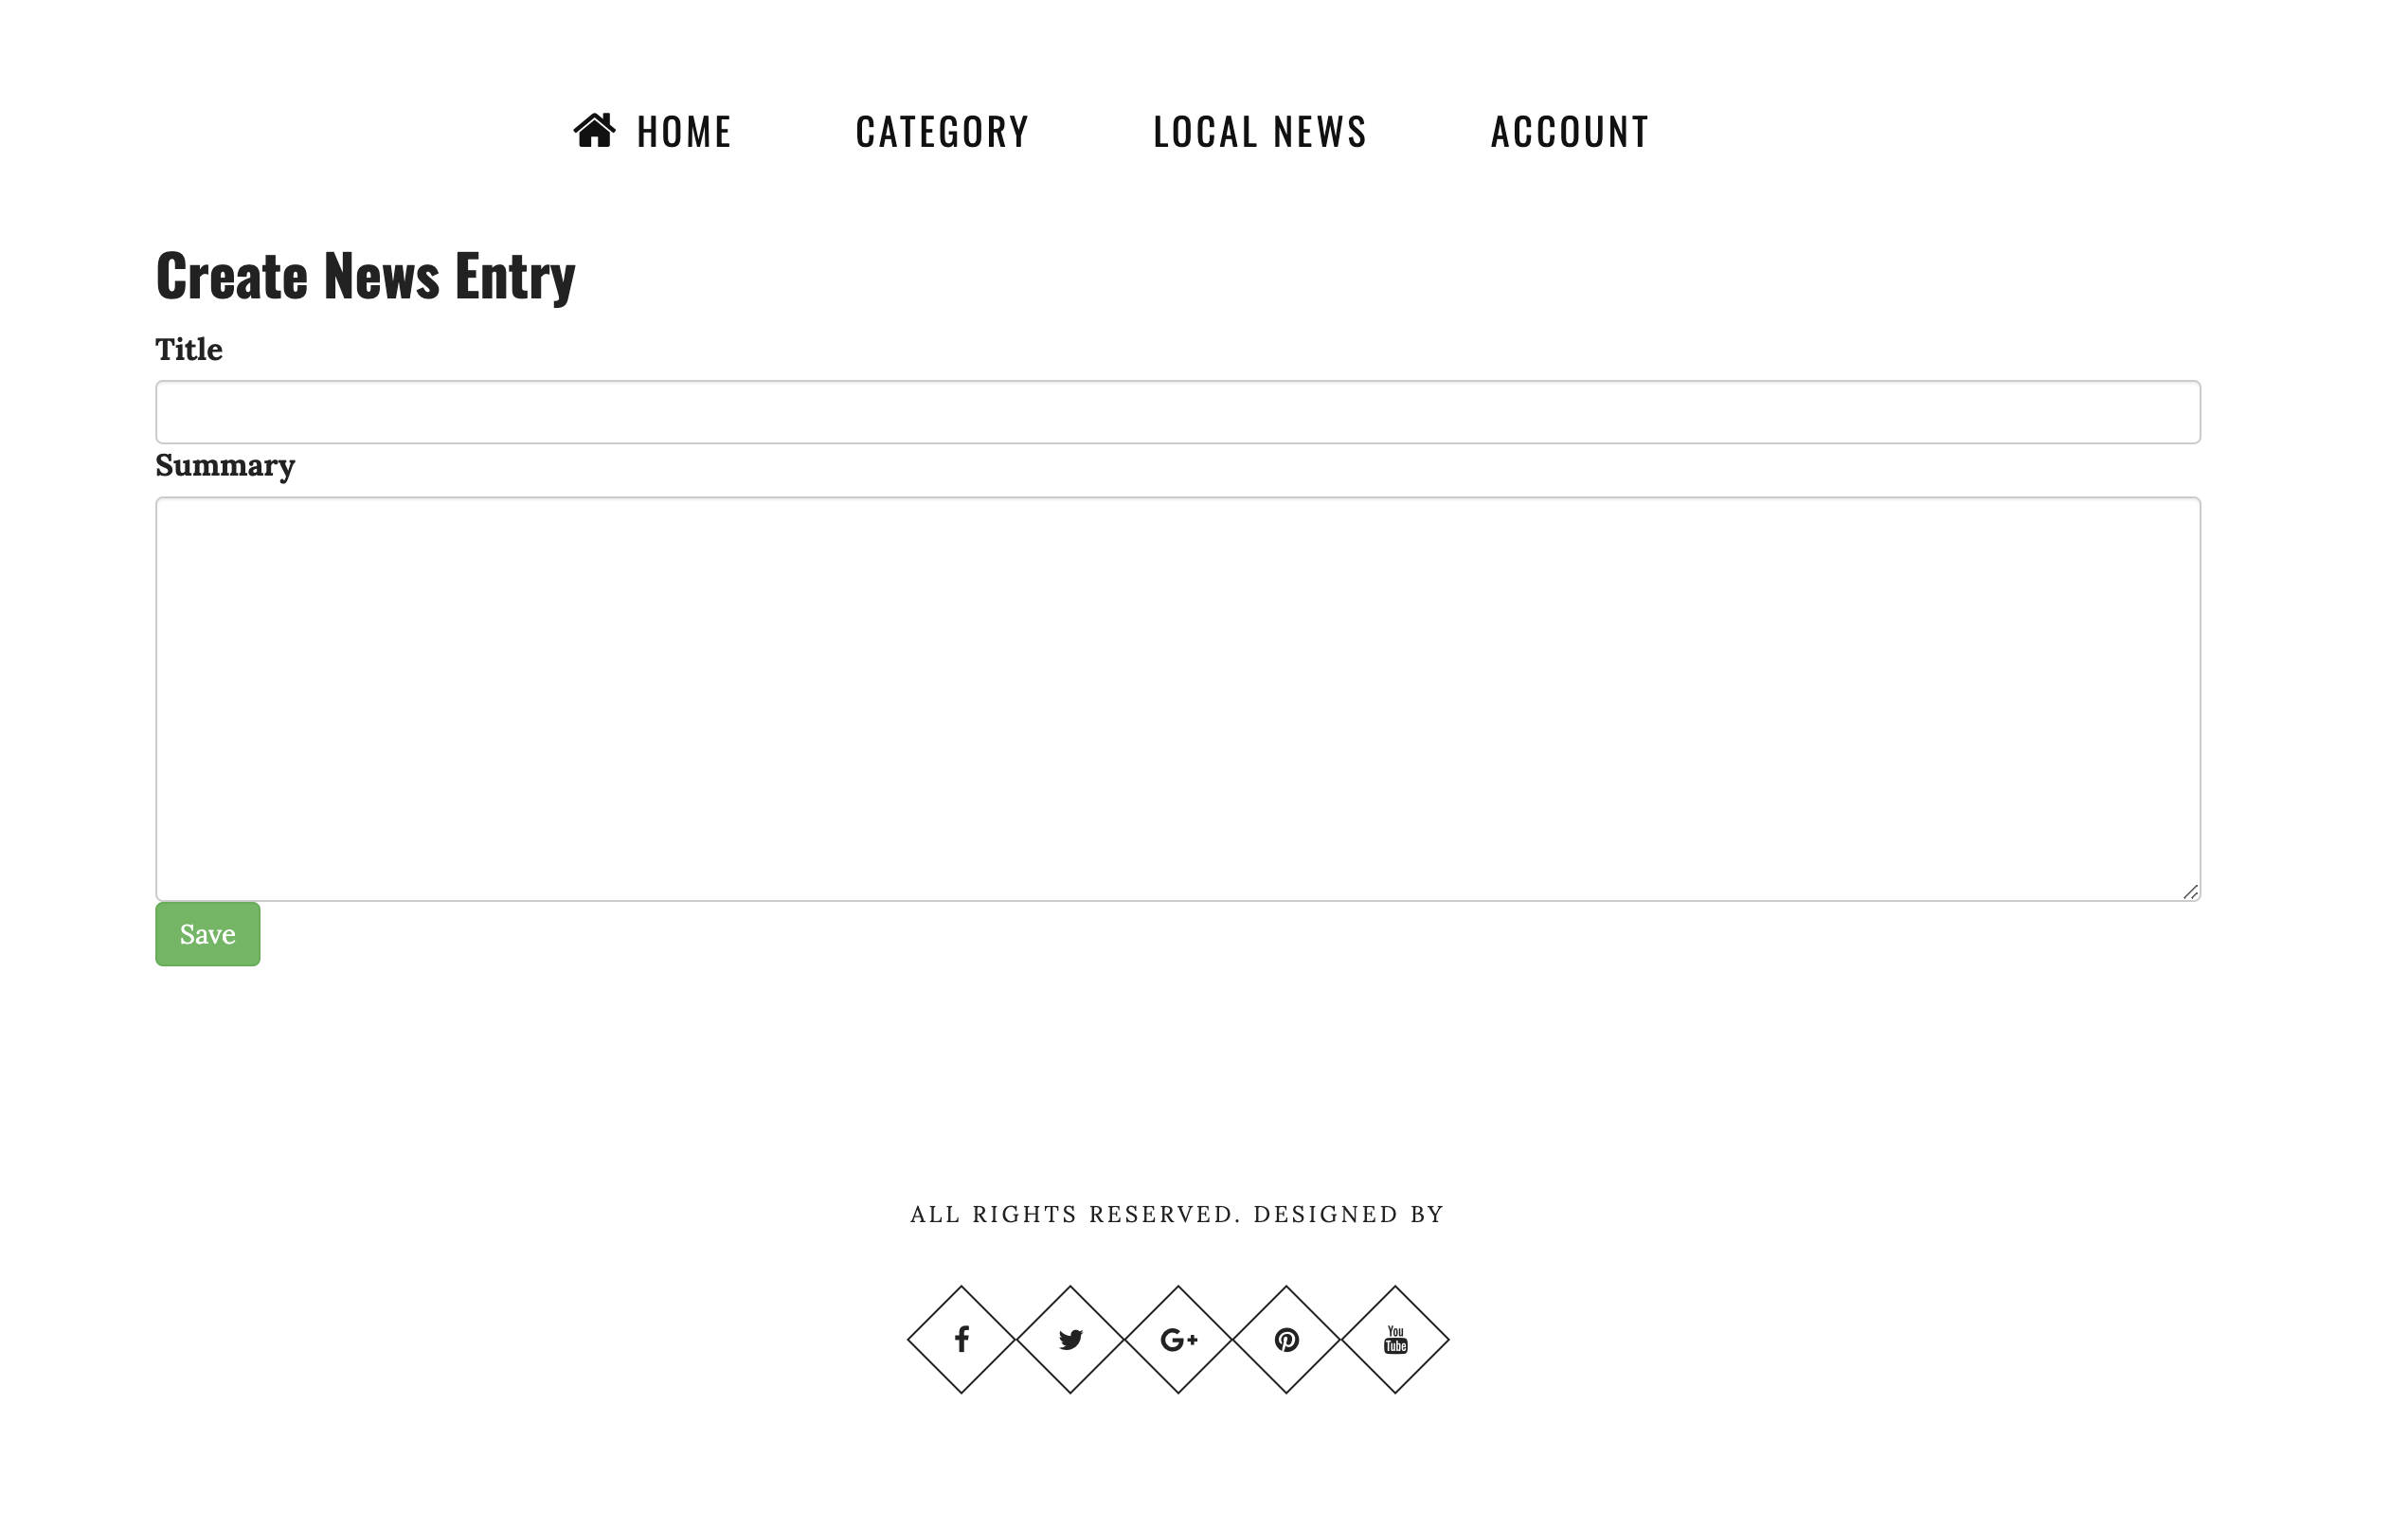 HOME CATEGORY LOCAL NEWS ACCOUNT
Create News Entry
Title
Summary
Save
ALL RIGHTS RESERVED. DESIGNED BY
f G+ You Tube